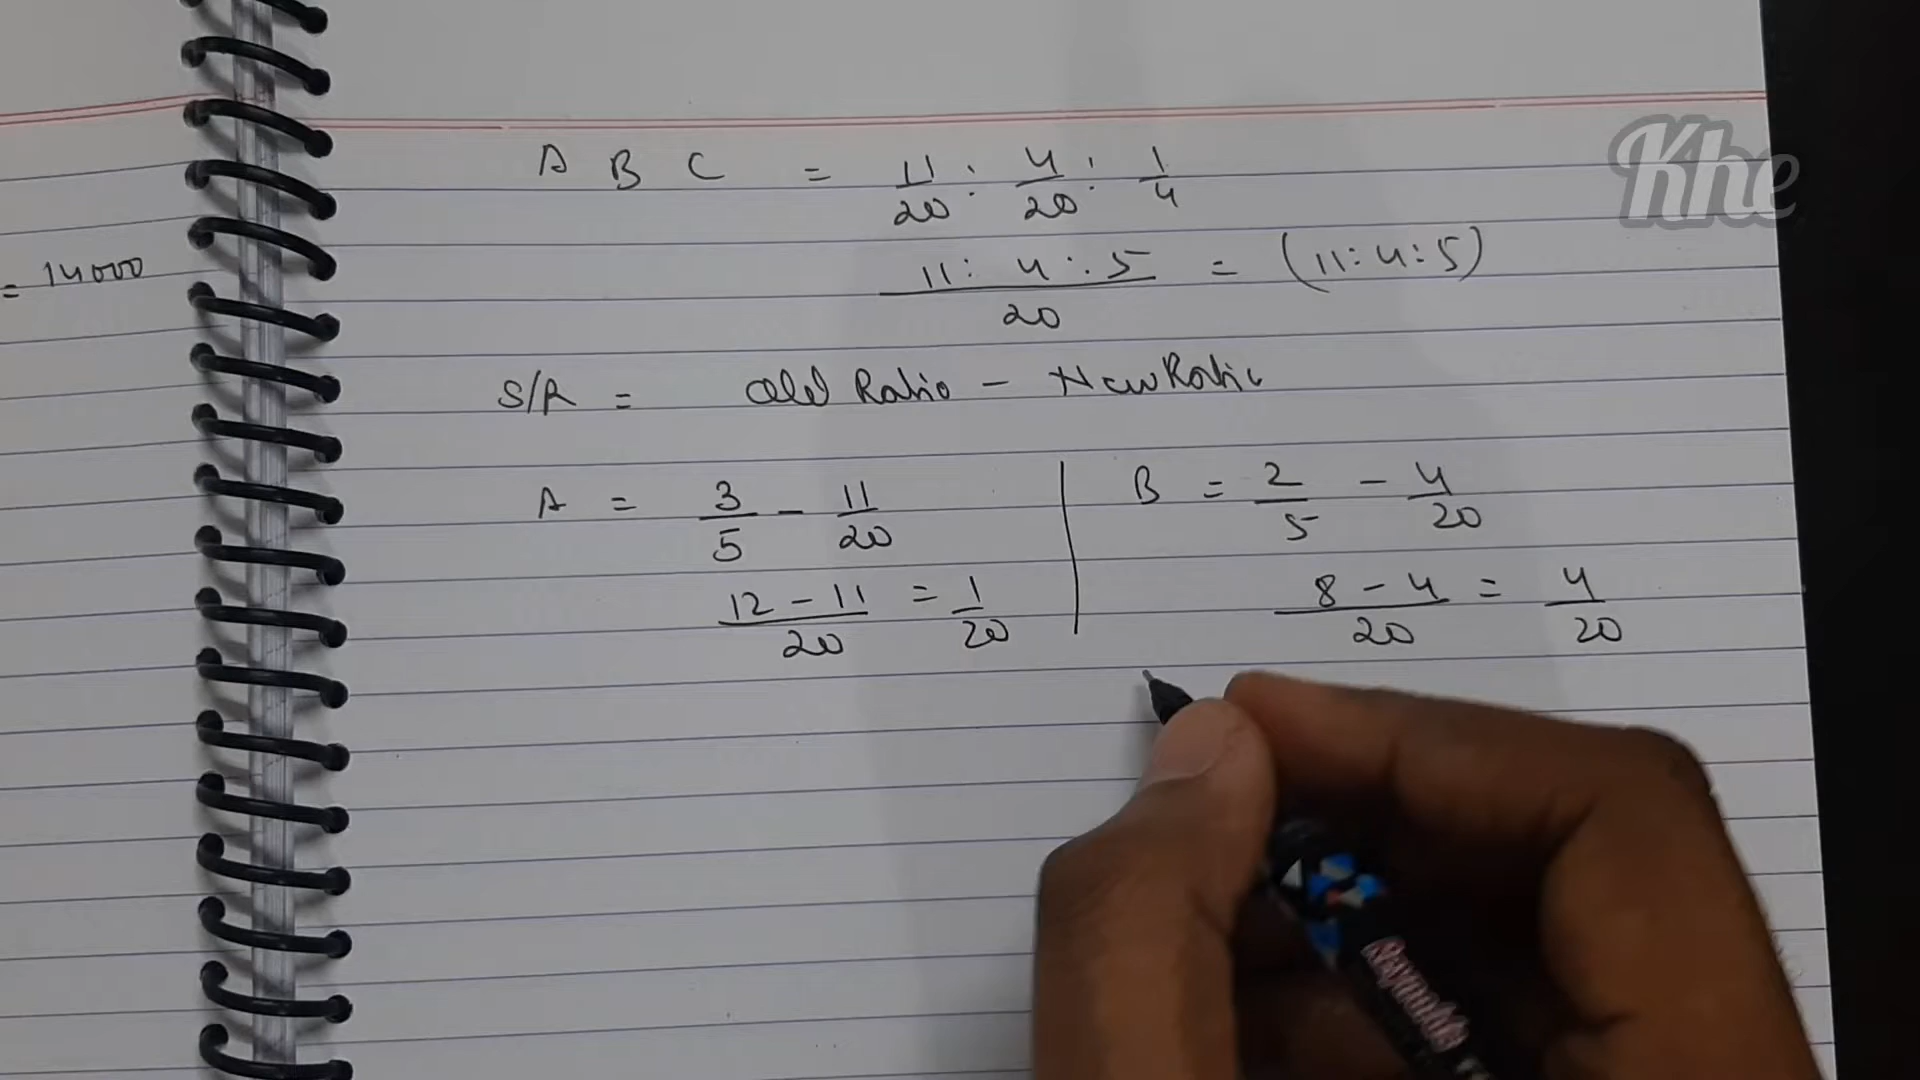 = 14000
A B C = 11/20 : 4/20 : 1/4
11 : 4 : 5 / 20 = (11:4:5)
S/R = Old Ratio - New Ratio
A = 3/5 - 11/20
12 - 11 / 20 = 1/20
B = 2/5 - 4/20
8 - 4 / 20 = 4/20
Khe
Reynolds